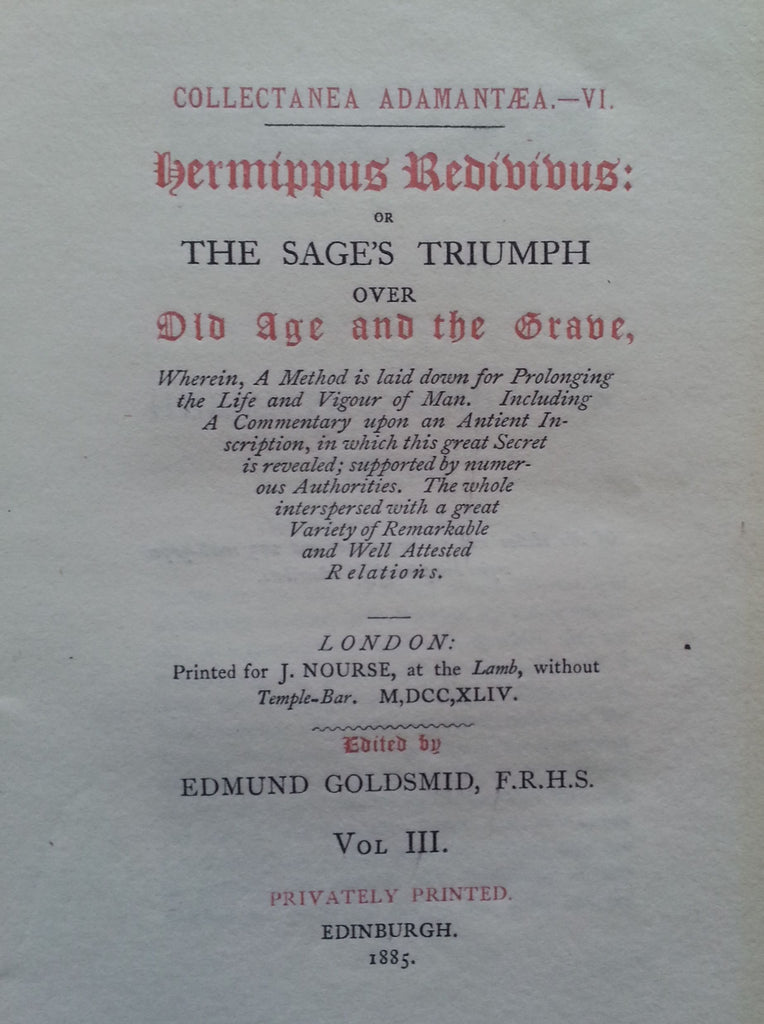 COLLECTANEA ADAMANTÆA.—VI.
Hermippus Redivivus:
OR
THE SAGE'S TRIUMPH
OVER
Old Age and the Grave,
Wherein, A Method is laid down for Prolonging
the Life and Vigour of Man. Including
A Commentary upon an Antient In-
scription, in which this great Secret
is revealed; supported by numer-
ous Authorities. The whole
interspersed with a great
Variety of Remarkable
and Well Attested
Relations.
LONDON:
Printed for J. NOURSE, at the Lamb, without
Temple-Bar. M,DCC,XLIV.
Edited by
EDMUND GOLDSMID, F.R.H.S.
VOL III.
PRIVATELY PRINTED.
EDINBURGH.
1885.